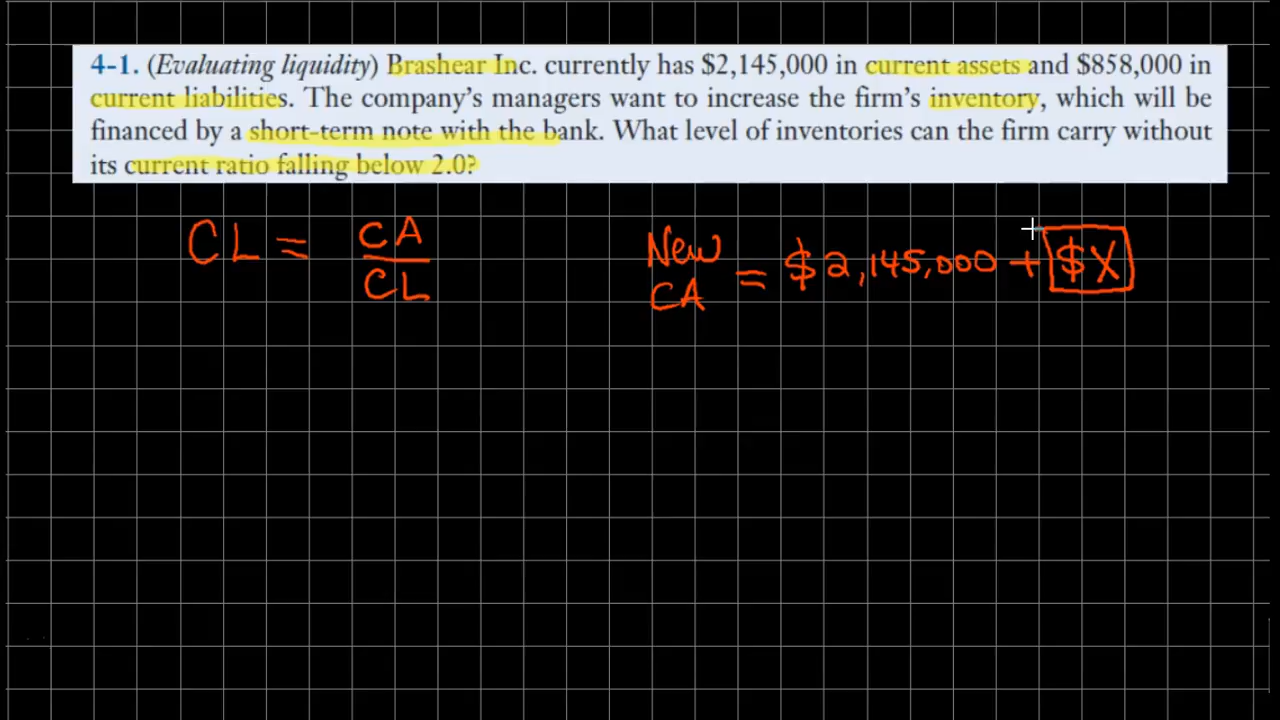 4-1. (Evaluating liquidity) Brashear Inc. currently has $2,145,000 in current assets and $858,000 in
current liabilities. The company's managers want to increase the firm's inventory, which will be
financed by a short-term note with the bank. What level of inventories can the firm carry without
its current ratio falling below 2.0?
CL = CA
CL
New
CA = $2,145,000 + $X